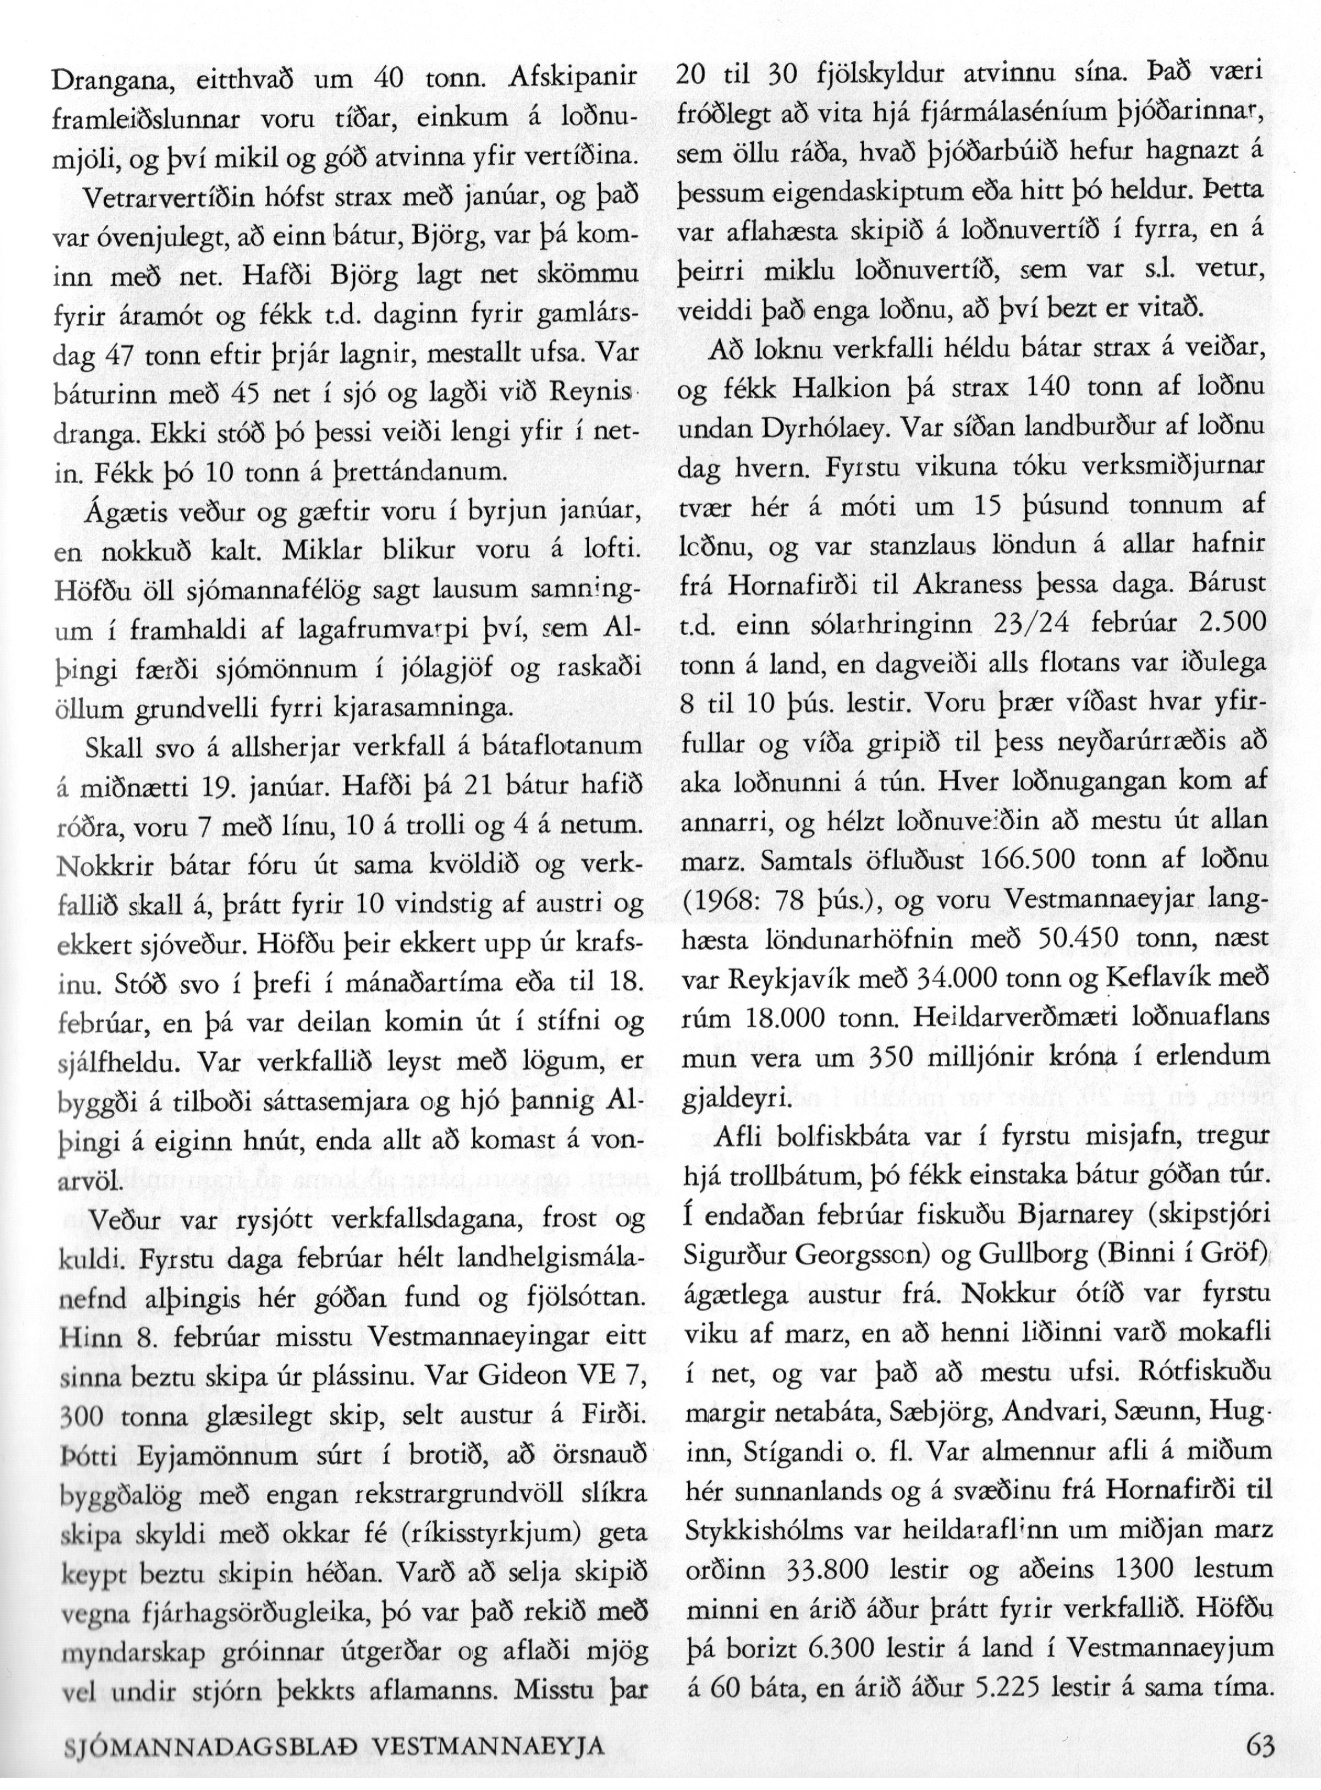 Drangana, eitthvað um 40 tonn. Afskipanir
framleiðslunnar voru tíðar, einkum á loðnu-
mjöli, og því mikil og góð atvinna yfir vertíðina.
Vetrarvertíðin hófst strax með janúar, og það
var óvenjulegt, að einn bátur, Björg, var þá kom-
inn með net. Hafði Björg lagt net skömmu
fyrir áramót og fékk t.d. daginn fyrir gamlárs-
dag 47 tonn eftir þrjár lagnir, mestallt ufsa. Var
báturinn með 45 net í sjó og lagði við Reynis-
dranga. Ekki stóð þó þessi veiði lengi yfir í net-
in. Fékk þó 10 tonn á þrettándanum.
Ágætis veður og gæftir voru í byrjun janúar,
en nokkuð kalt. Miklar blikur voru á lofti.
Höfðu öll sjómannafélög sagt lausum samning-
um í framhaldi af lagafrumvarpi því, sem Al-
þingi færði sjómönnum í jólagjöf og raskaði
öllum grundvelli fyrri kjarasamninga.
Skall svo á allsherjar verkfall á bátaflotanum
á miðnætti 19. janúar. Hafði þá 21 bátur hafið
róðra, voru 7 með línu, 10 á trolli og 4 á netum.
Nokkrir bátar fóru út sama kvöldið og verk-
fallið skall á, þrátt fyrir 10 vindstig af austri og
ekkert sjóveður. Höfðu þeir ekkert upp úr krafs-
inu. Stóð svo í þrefi í mánaðartíma eða til 18.
febrúar, en þá var deilan komin út í stífni og
sjálfheldu. Var verkfallið leyst með lögum, er
byggði á tilboði sáttasemjara og hjó þannig Al-
þingi á eiginn hnút, enda allt að komast á von-
arvöl.
Veður var rysjótt verkfallsdagana, frost og
kuldi. Fyrstu daga febrúar hélt landhelgismála-
nefnd alþingis hér góðan fund og fjölsóttan.
Hinn 8. febrúar misstu Vestmannaeyingar eitt
sinna beztu skipa úr plássinu. Var Gideon VE 7,
300 tonna glæsilegt skip, selt austur á Firði.
Þótti Eyjamönnum súrt í brotið, að örsnauð
byggðalög með engan rekstrargrundvöll slíkra
skipa skyldi með okkar fé (ríkisstyrkjum) geta
keypt beztu skipin héðan. Varð að selja skipið
vegna fjárhagsörðugleika, þó var það rekið með
myndarskap gróinnar útgerðar og aflaði mjög
vel undir stjórn þekkts aflamanns. Misstu þar
20 til 30 fjölskyldur atvinnu sína. Það væri
fróðlegt að vita hjá fjármálaséníum þjóðarinnar,
sem öllu ráða, hvað þjóðarbúið hefur hagnazt á
þessum eigendaskiptum eða hitt þó heldur. Þetta
var aflahæsta skipið á loðnuvertíð í fyrra, en á
þeirri miklu loðnuvertíð, sem var s.l. vetur,
veiddi það enga loðnu, að því bezt er vitað.
Að loknu verkfalli héldu bátar strax á veiðar,
og fékk Halkion þá strax 140 tonn af loðnu
undan Dyrhólaey. Var síðan landburður af loðnu
dag hvern. Fyrstu vikuna tóku verksmiðjurnar
tvær hér á móti um 15 þúsund tonnum af
lcðnu, og var stanzlaus löndun á allar hafnir
frá Hornafirði til Akraness þessa daga. Bárust
t.d. einn sólarhringinn 23/24 febrúar 2.500
tonn á land, en dagveiði alls flotans var iðulega
8 til 10 þús. lestir. Voru þrær víðast hvar yfir-
fullar og víða gripið til þess neyðarúrræðis að
aka loðnunni á tún. Hver loðnugangan kom af
annarri, og hélzt loðnuveiðin að mestu út allan
marz. Samtals öfluðust 166.500 tonn af loðnu
(1968: 78 þús.), og voru Vestmannaeyjar lang-
hæsta löndunarhöfnin með 50.450 tonn, næst
var Reykjavík með 34.000 tonn og Keflavík með
rúm 18.000 tonn. Heildarverðmæti loðnuaflans
mun vera um 350 milljónir króna í erlendum
gjaldeyri.
Afli bolfiskbáta var í fyrstu misjafn, tregur
hjá trollbátum, þó fékk einstaka bátur góðan túr.
Í endaðan febrúar fiskuðu Bjarnarey (skipstjóri
Sigurður Georgsscn) og Gullborg (Binni í Gröf)
ágætlega austur frá. Nokkur ótíð var fyrstu
viku af marz, en að henni liðinni varð mokafli
í net, og var það að mestu ufsi. Rótfiskuðu
margir netabáta, Sæbjörg, Andvari, Sæunn, Hug-
inn, Stígandi o. fl. Var almennur afli á miðum
hér sunnanlands og á svæðinu frá Hornafirði til
Stykkishólms var heildaraflinn um miðjan marz
orðinn 33.800 lestir og aðeins 1300 lestum
minni en árið áður þrátt fyrir verkfallið. Höfðu
þá borizt 6.300 lestir á land í Vestmannaeyjum
á 60 báta, en árið áður 5.225 lestir á sama tíma.
SJÓMANNADAGSBLAÐ VESTMANNAEYJA
63